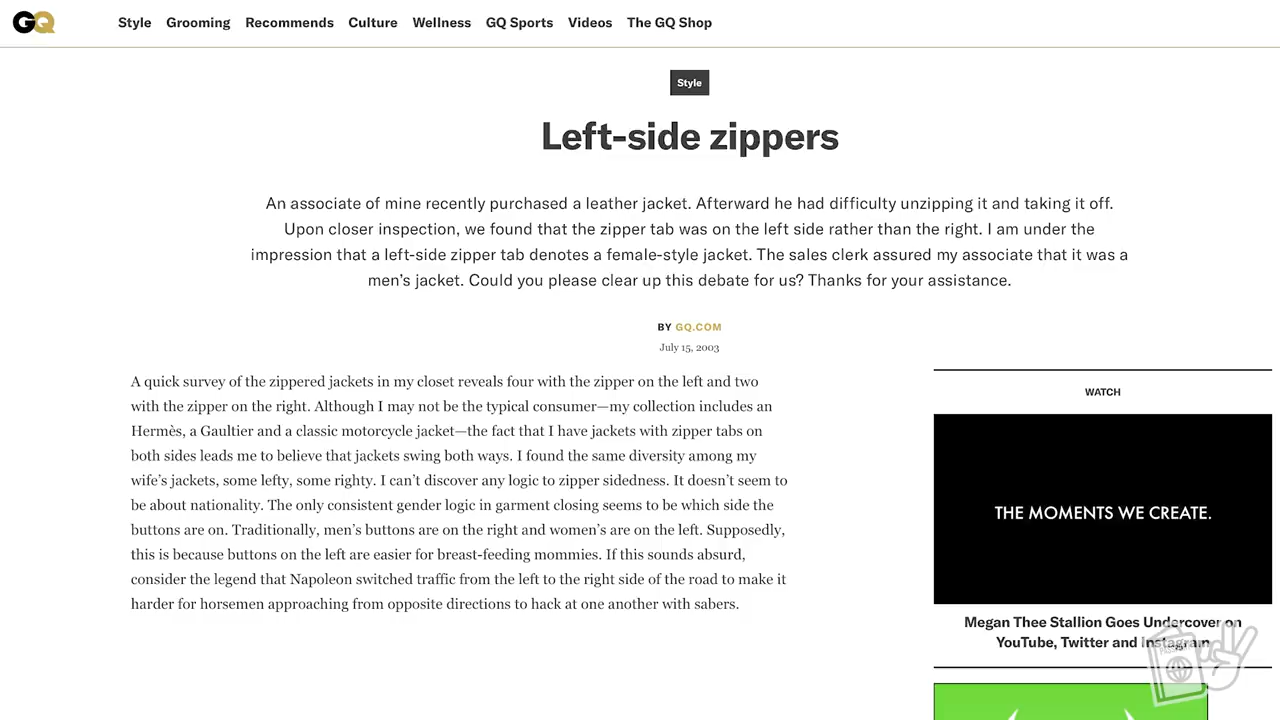 GQ
Style Grooming Recommends Culture Wellness GQ Sports Videos The GQ Shop
Style
Left-side zippers
An associate of mine recently purchased a leather jacket. Afterward he had difficulty unzipping it and taking it off.
Upon closer inspection, we found that the zipper tab was on the left side rather than the right. I am under the
impression that a left-side zipper tab denotes a female-style jacket. The sales clerk assured my associate that it was a
men’s jacket. Could you please clear up this debate for us? Thanks for your assistance.
BY GQ.COM
July 15, 2003
A quick survey of the zippered jackets in my closet reveals four with the zipper on the left and two
with the zipper on the right. Although I may not be the typical consumer—my collection includes an
Hermès, a Gaultier and a classic motorcycle jacket—the fact that I have jackets with zipper tabs on
both sides leads me to believe that jackets swing both ways. I found the same diversity among my
wife’s jackets, some lefty, some righty. I can’t discover any logic to zipper sidedness. It doesn’t seem to
be about nationality. The only consistent gender logic in garment closing seems to be which side the
buttons are on. Traditionally, men’s buttons are on the right and women’s are on the left. Supposedly,
this is because buttons on the left are easier for breast-feeding mommies. If this sounds absurd,
consider the legend that Napoleon switched traffic from the left to the right side of the road to make it
harder for horsemen approaching from opposite directions to hack at one another with sabers.
WATCH
THE MOMENTS WE CREATE.
Megan Thee Stallion Goes Undercover on
YouTube, Twitter and Instagram